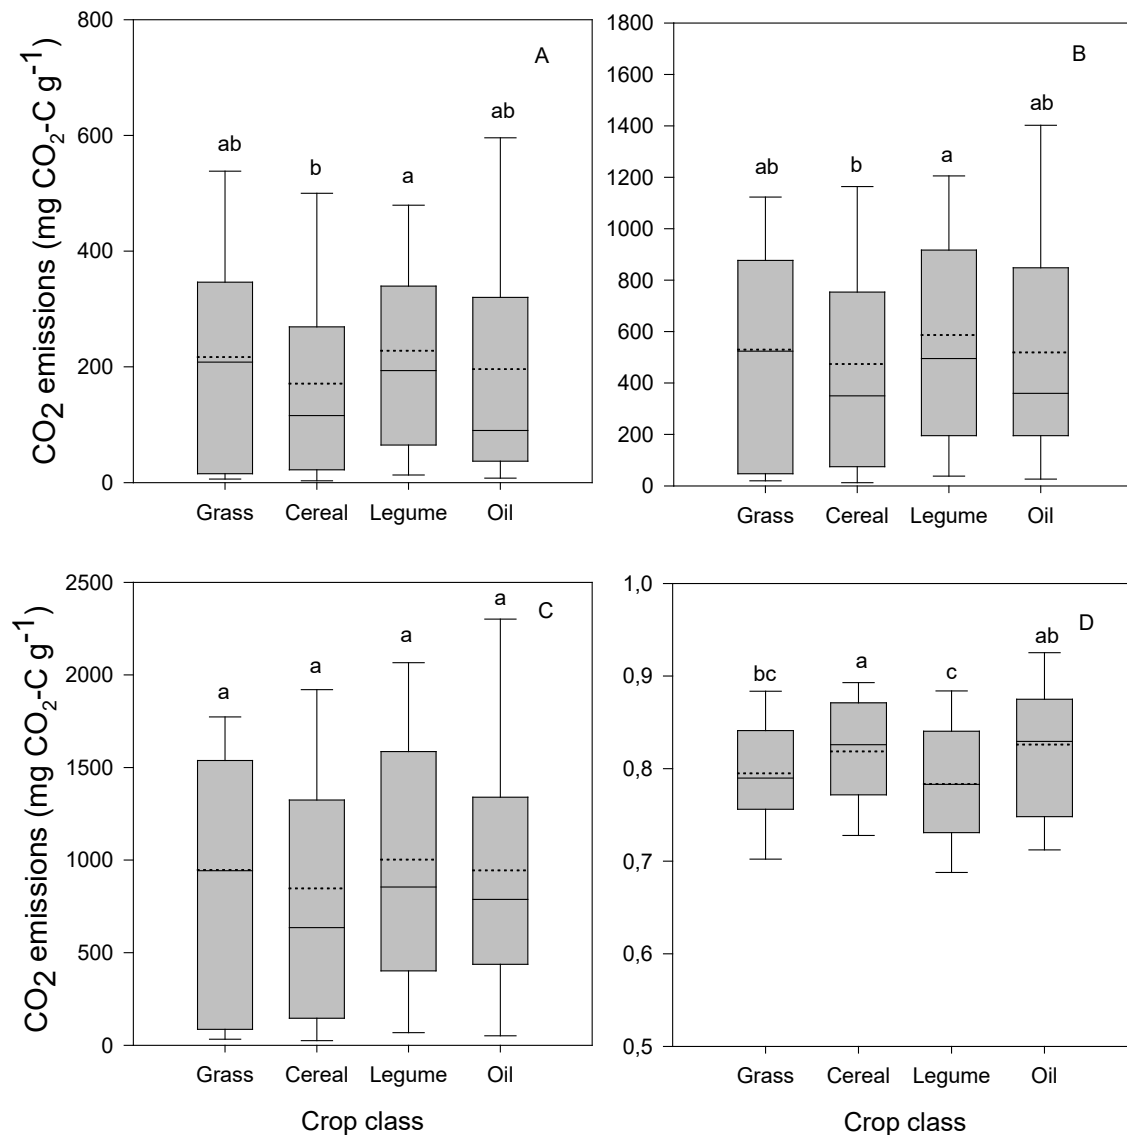 CO2 emissions (mg CO2-C g-1)
800
600
400
200
0
A
ab
b
a
ab
Grass Cereal Legume Oil
1800
1600
1400
1200
1000
800
600
400
200
0
B
ab
b
a
ab
Grass Cereal Legume Oil
CO2 emissions (mg CO2-C g-1)
2500
2000
1500
1000
500
0
C
a
a
a
a
Grass Cereal Legume Oil
Crop class
1,0
0,9
0,8
0,7
0,6
0,5
D
bc
a
c
ab
Grass Cereal Legume Oil
Crop class